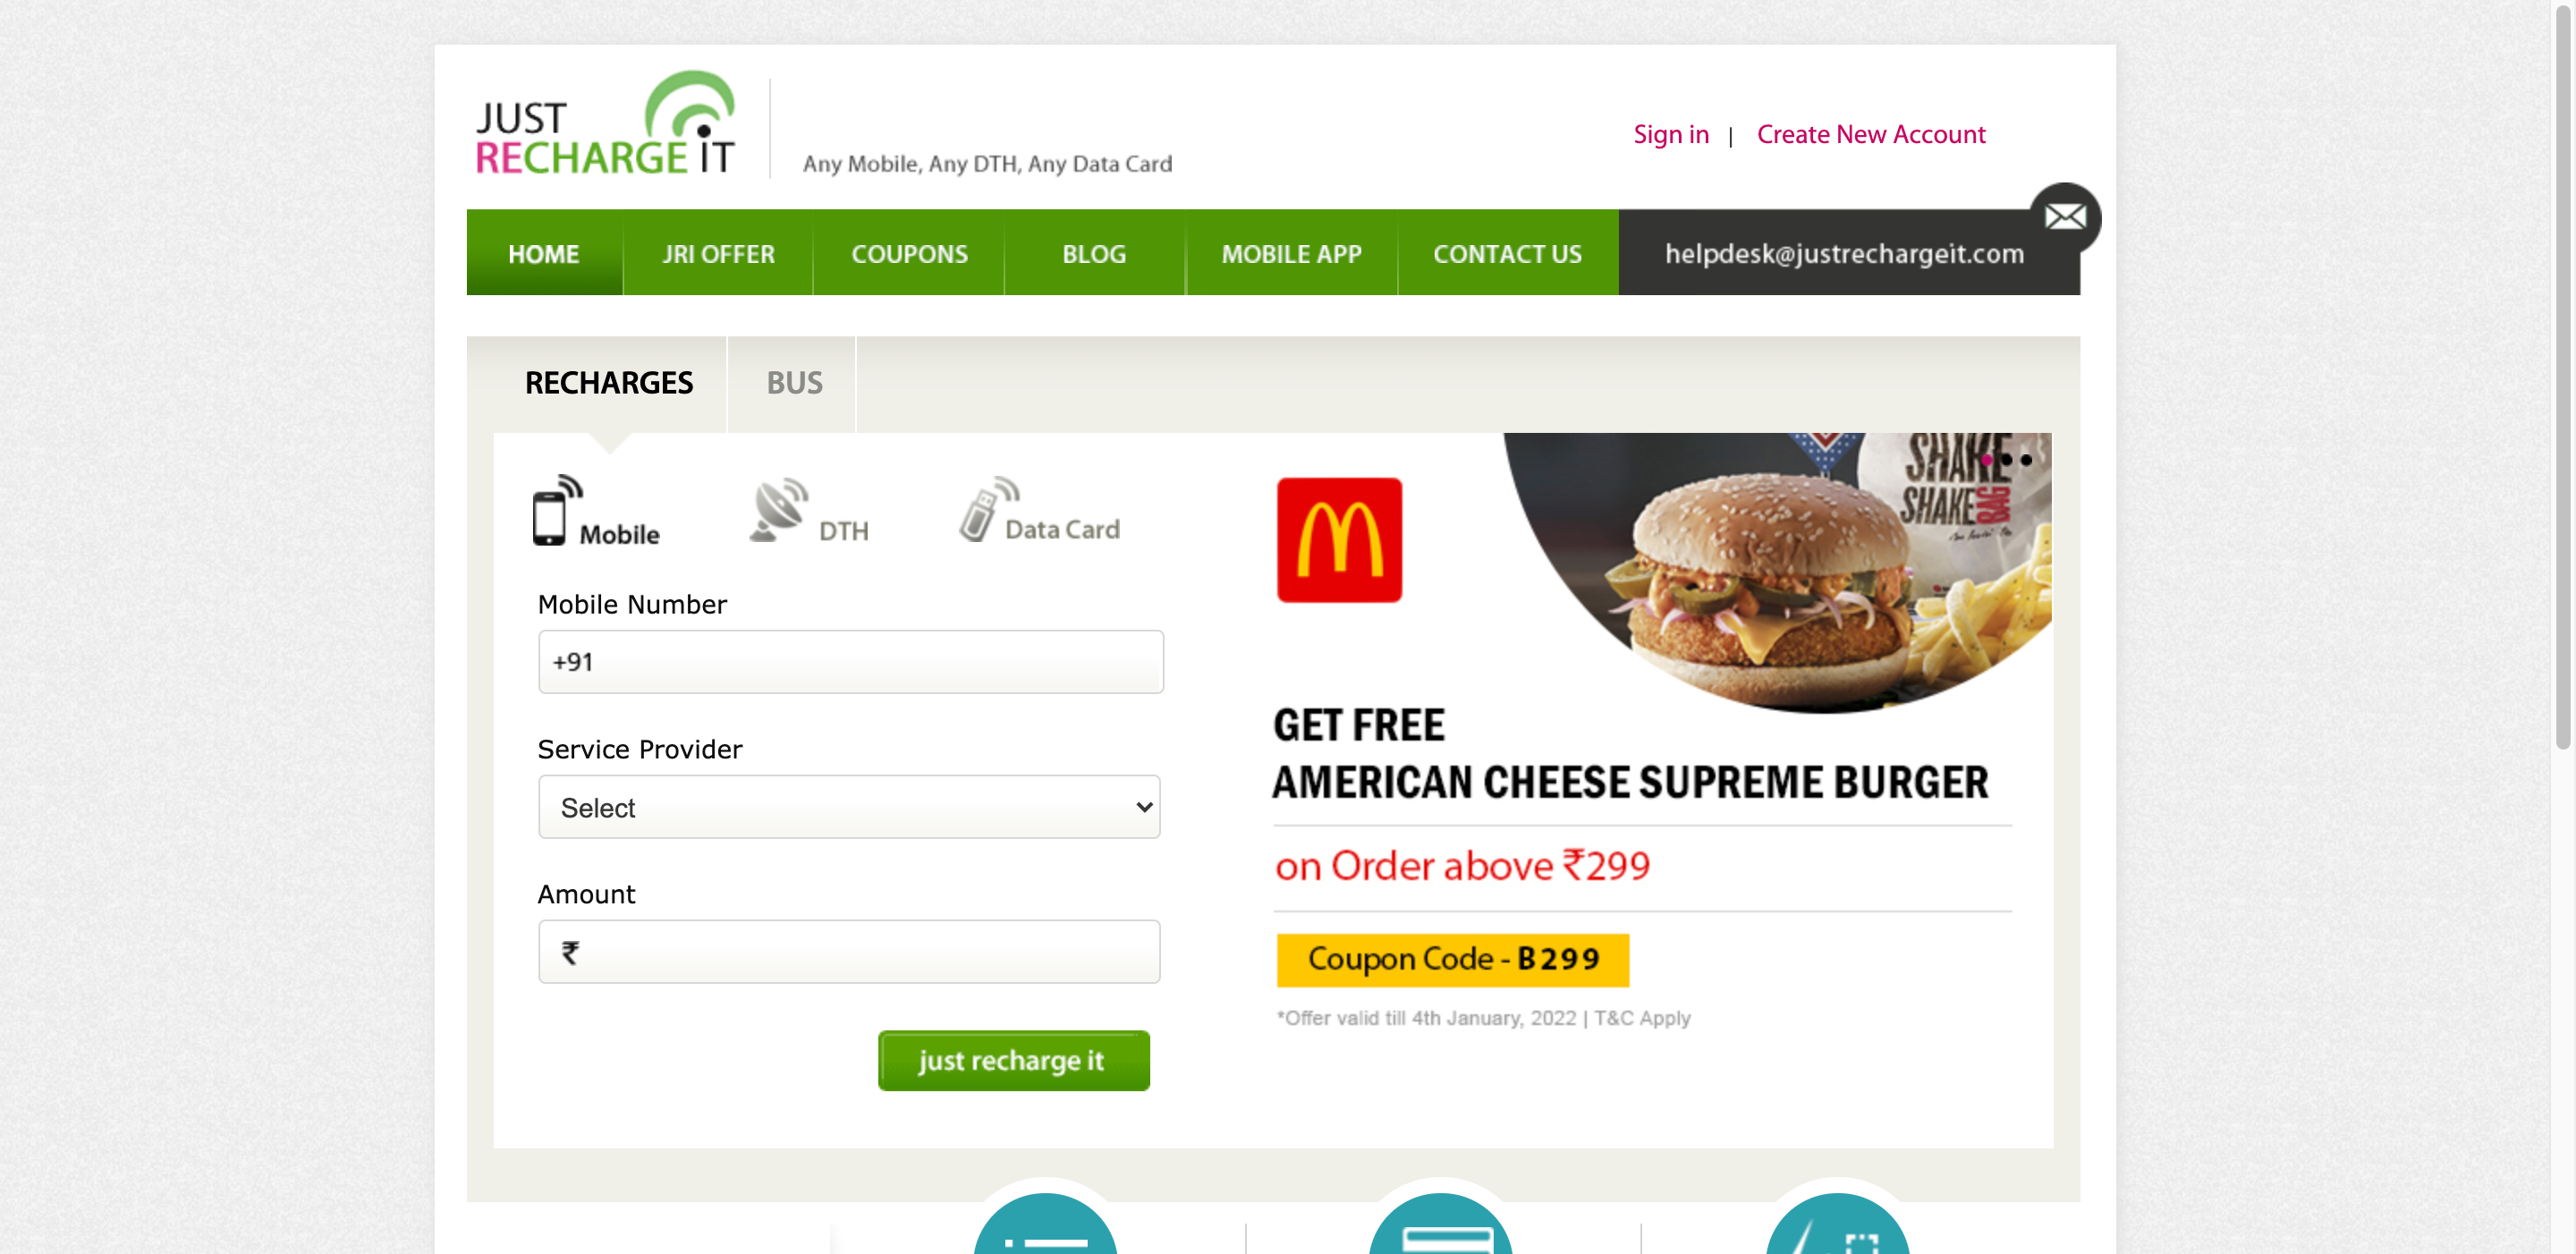 JUST
RECHARGE iT
Any Mobile, Any DTH, Any Data Card
Sign in | Create New Account
HOME
JRI OFFER
COUPONS
BLOG
MOBILE APP
CONTACT US
helpdesk@justrechargeit.com
RECHARGES
BUS
Mobile
DTH
Data Card
Mobile Number
+91
Service Provider
Select
Amount
₹
just recharge it
SHAKE
SHAKE BAG
GET FREE
AMERICAN CHEESE SUPREME BURGER
on Order above ₹299
Coupon Code - B299
*Offer valid till 4th January, 2022 | T&C Apply